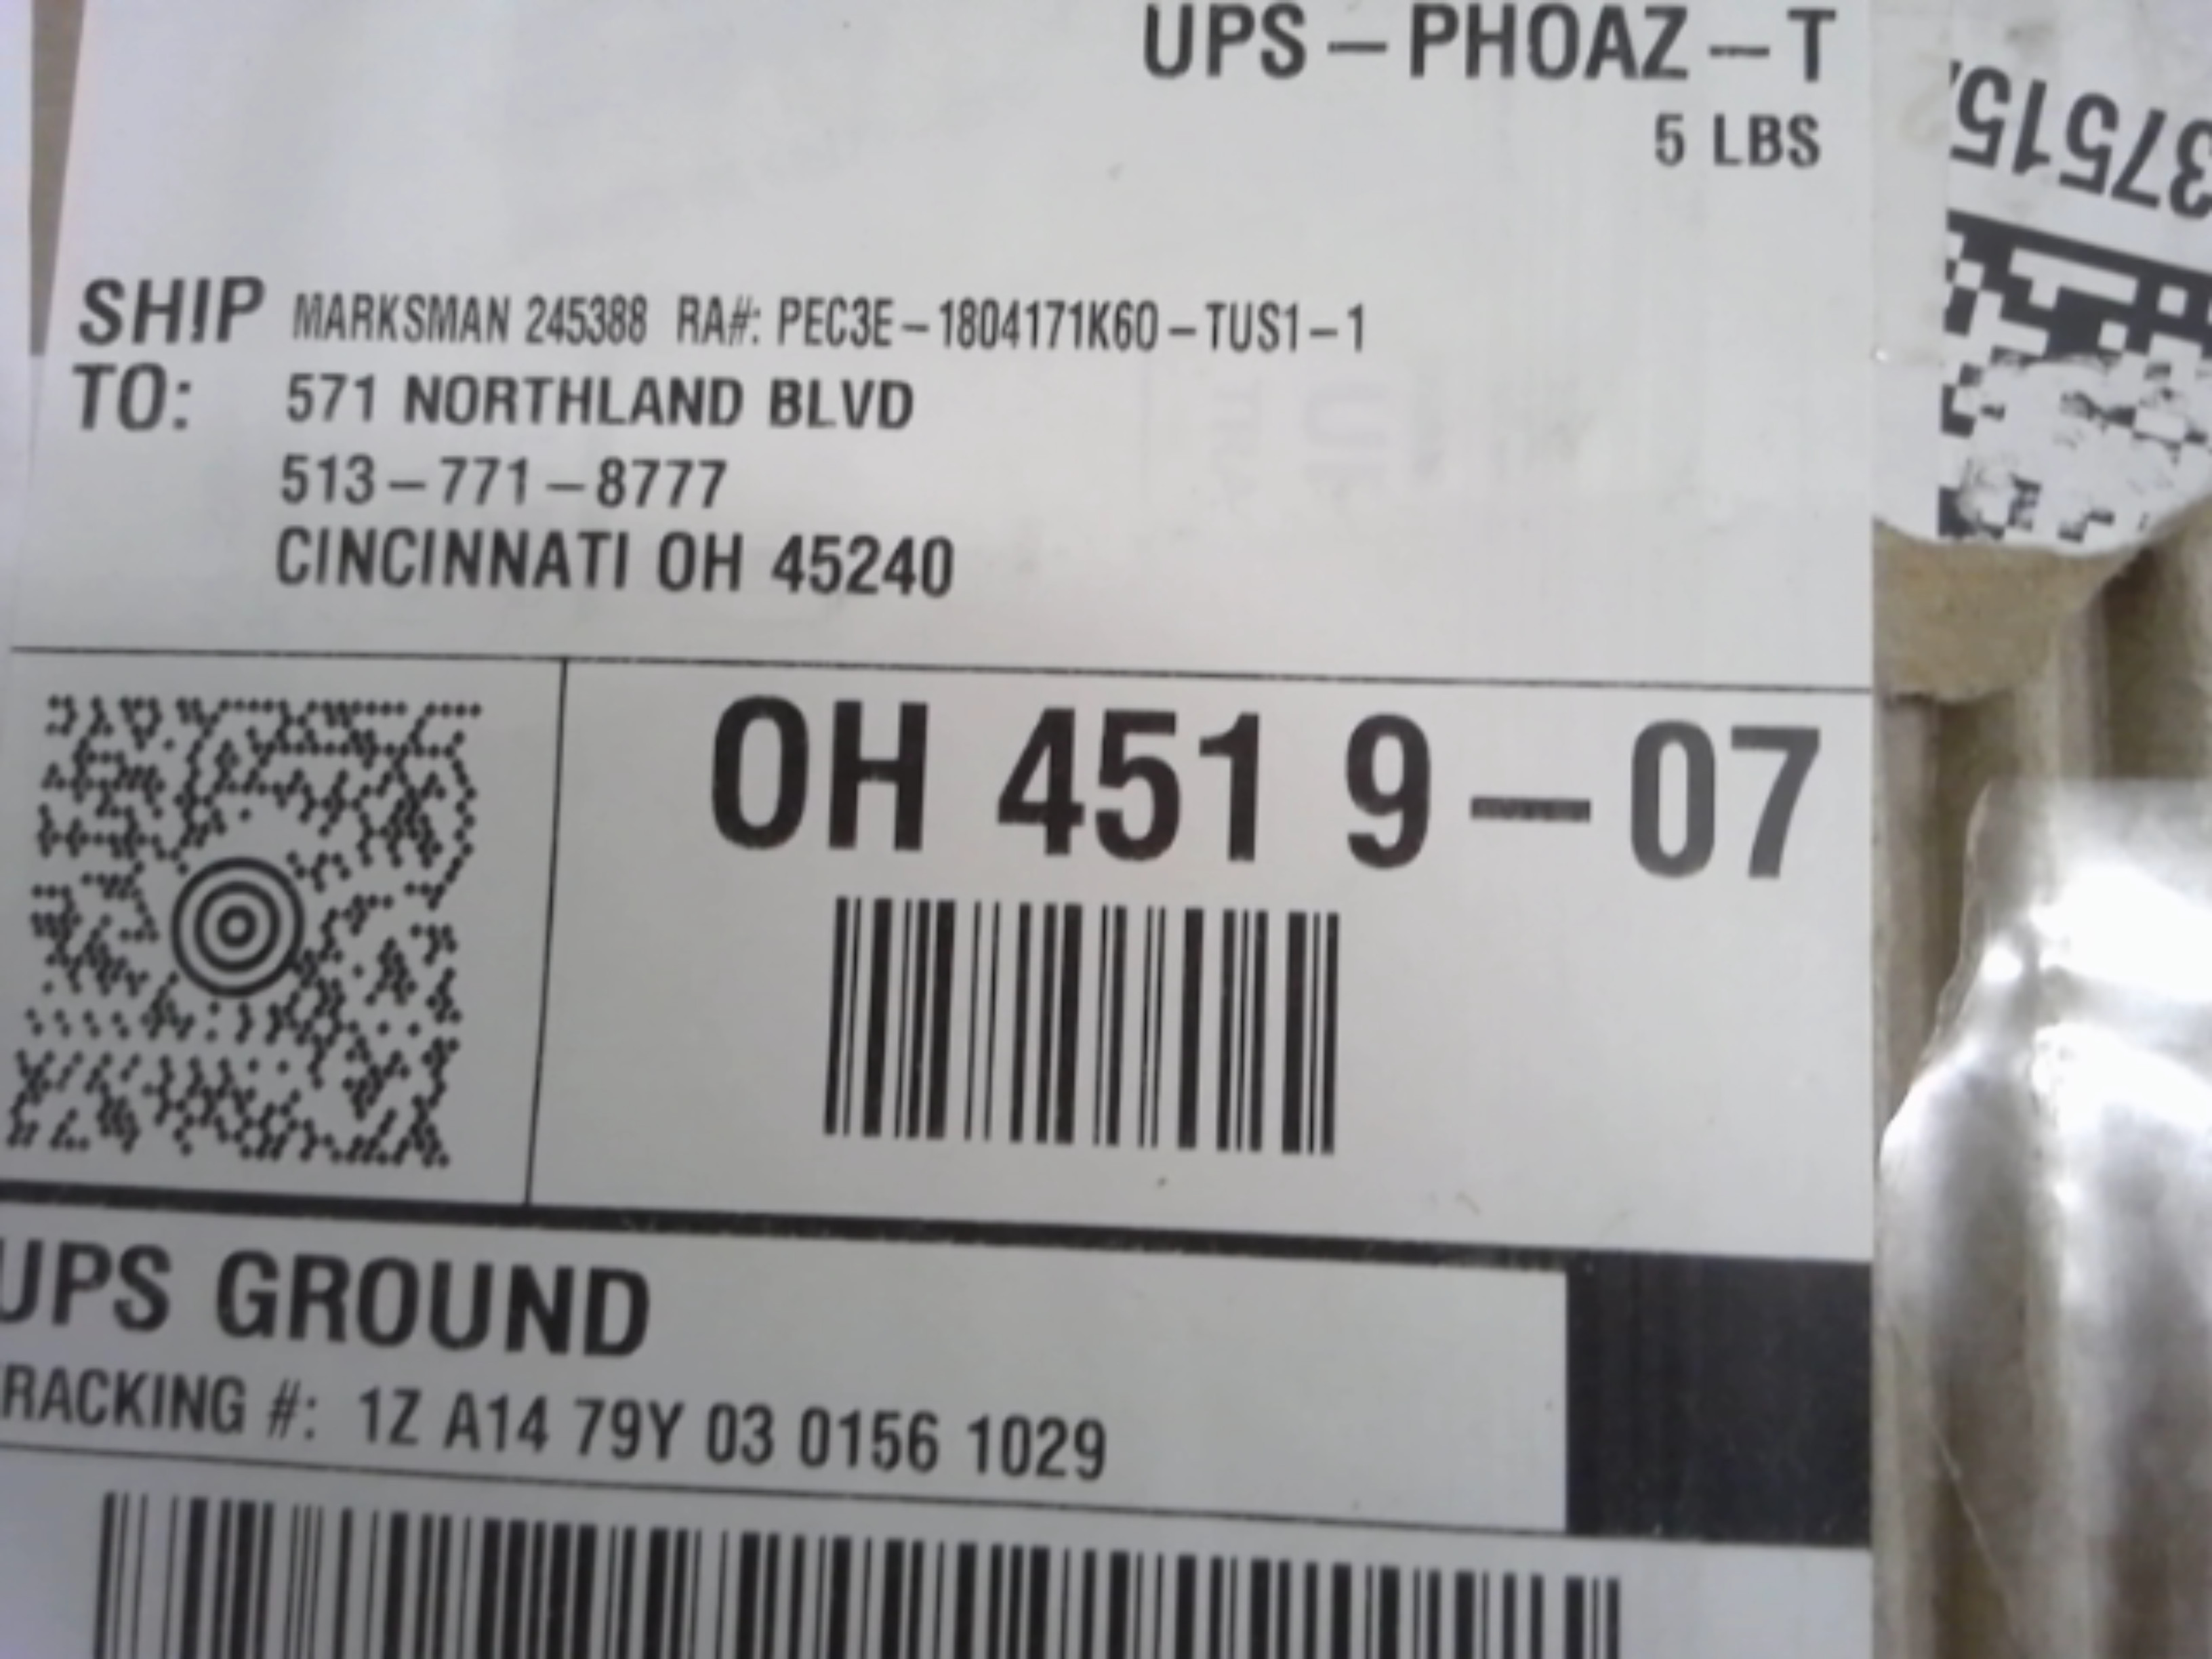 UPS – PHOAZ – T
5 LBS
37515
SHIP TO: MARKSMAN 245388 RA#: PEC3E – 1804171K60 – TUS1 – 1
571 NORTHLAND BLVD
513 – 771 – 8777
CINCINNATI OH 45240
OH 451 9 – 07
UPS GROUND
RACKING #: 1Z A14 79Y 03 0156 1029